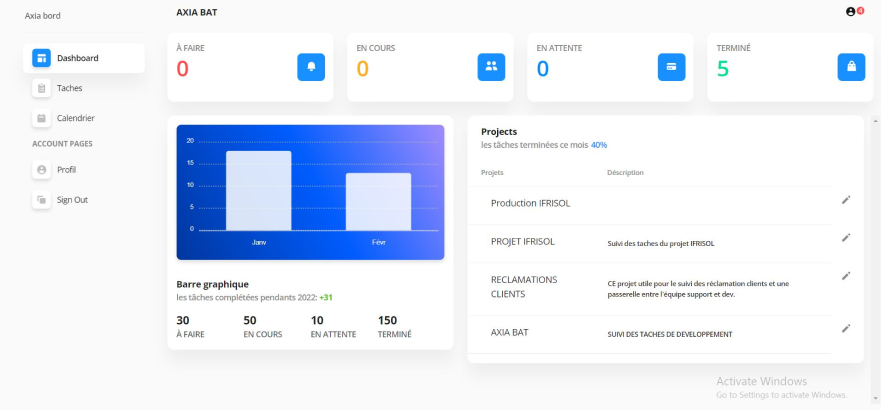 Axia bord
AXIA BAT
4
Dashboard
Taches
Calendrier
ACCOUNT PAGES
Profil
Sign Out
À FAIRE
0
EN COURS
0
EN ATTENTE
0
TERMINÉ
5
20
15
10
5
0
Janv
Févr
Barre graphique
les tâches complétées pendants 2022: +31
30
50
10
150
À FAIRE
EN COURS
EN ATTENTE
TERMINÉ
Projects
les tâches terminées ce mois 40%
Projets
Déscription
Production IFRISOL
PROJET IFRISOL
Suivi des taches du projet IFRISOL
RECLAMATIONS
CLIENTS
CE projet utile pour le suivi des réclamation clients et une
passerelle entre l'équipe support et dev.
AXIA BAT
SUIVI DES TACHES DE DEVELOPPEMENT
Activate Windows
Go to Settings to activate Windows.